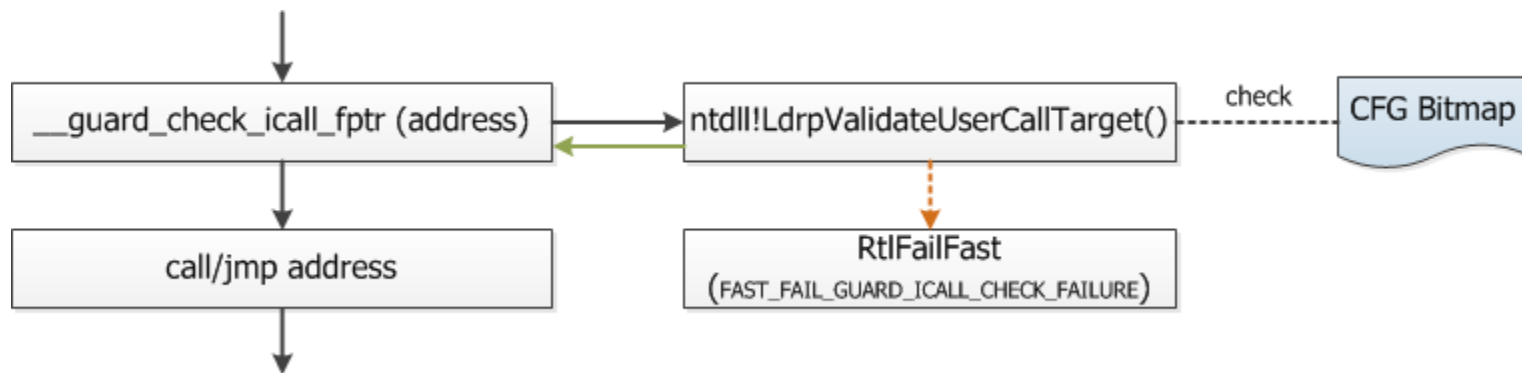 __guard_check_icall_fptr (address)
ntdll!LdrpValidateUserCallTarget()
check
CFG Bitmap
call/jmp address
RtlFailFast
(FAST_FAIL_GUARD_ICALL_CHECK_FAILURE)